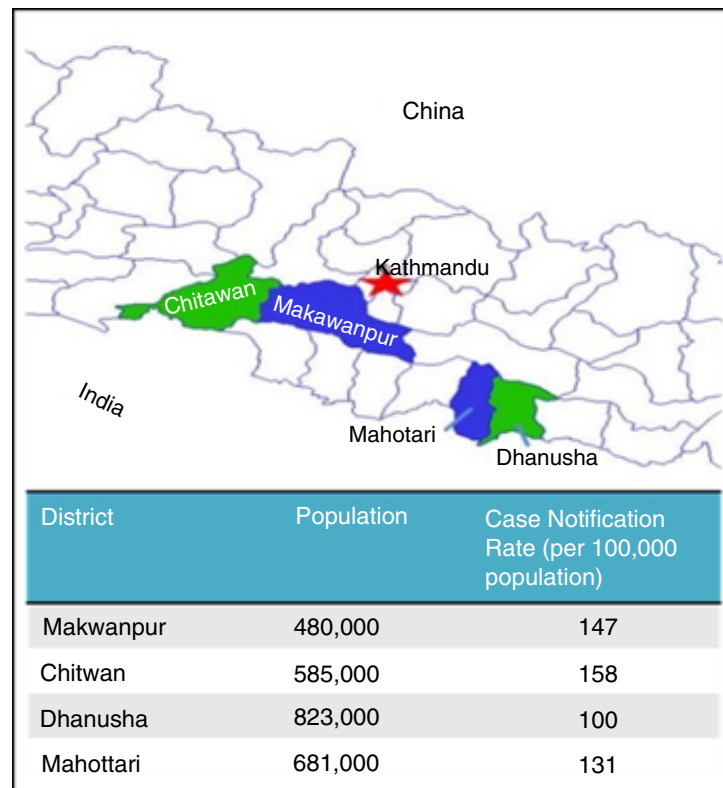 China
Kathmandu
Chitawan
Makawanpur
India
Mahotari
Dhanusha
District Population Case Notification
Rate (per 100,000
population)
Makwanpur 480,000 147
Chitwan 585,000 158
Dhanusha 823,000 100
Mahottari 681,000 131